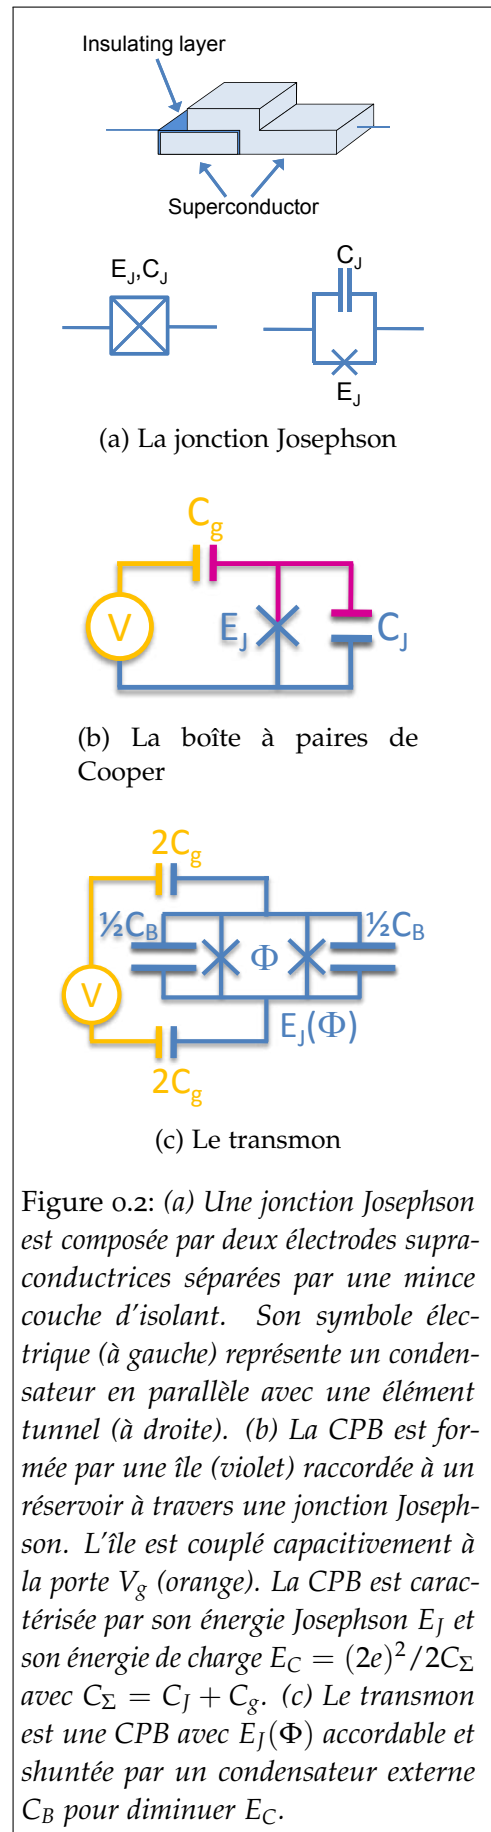 Insulating layer
Superconductor
E_J,C_J
C_J
E_J
(a) La jonction Josephson
C_g
V
E_J
C_J
(b) La boîte à paires de
Cooper
2C_g
½C_B
½C_B
Φ
V
E_J(Φ)
2C_g
(c) Le transmon
Figure 0.2: (a) Une jonction Josephson
est composée par deux électrodes supra-
conductrices séparées par une mince
couche d'isolant. Son symbole élec-
trique (à gauche) représente un conden-
sateur en parallèle avec une élément
tunnel (à droite). (b) La CPB est for-
mée par une île (violet) raccordée à un
réservoir à travers une jonction Joseph-
son. L'île est couplé capacitivement à
la porte V_g (orange). La CPB est carac-
térisée par son énergie Josephson E_J et
son énergie de charge E_C = (2e)²/2C_Σ
avec C_Σ = C_J + C_g. (c) Le transmon
est une CPB avec E_J(Φ) accordable et
shuntée par un condensateur externe
C_B pour diminuer E_C.